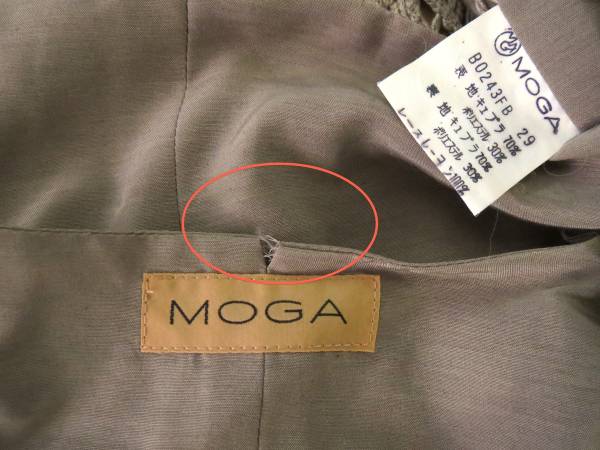 MOGA
B0243FB 29
表 地 キュプラ 70%
ポリエステル 30%
裏 地 キュプラ 70%
ポリエステル 30%
レース レーヨン 100%
MOGA